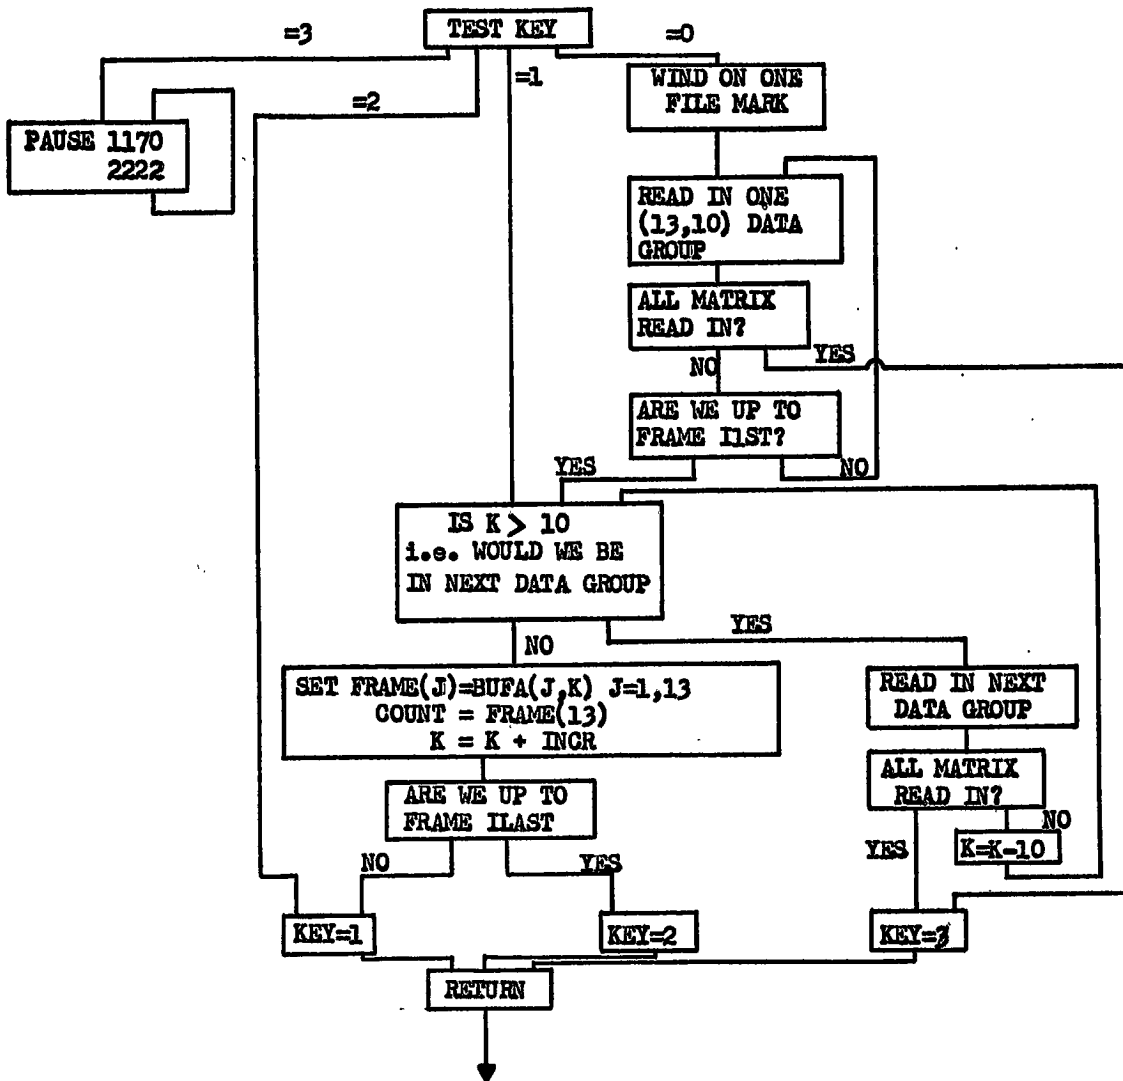 =3
TEST KEY
=0
=1
=2
WIND ON ONE
FILE MARK
PAUSE 1170
2222
READ IN ONE
(13,10) DATA
GROUP
ALL MATRIX
READ IN?
NO
YES
ARE WE UP TO
FRAME I1ST?
YES
NO
IS K > 10
i.e. WOULD WE BE
IN NEXT DATA GROUP
NO
YES
SET FRAME(J)=BUFA(J,K) J=1,13
COUNT = FRAME(13)
K = K + INCR
READ IN NEXT
DATA GROUP
ARE WE UP TO
FRAME ILAST
ALL MATRIX
READ IN?
NO
YES
YES
NO
K=K-10
KEY=1
KEY=2
KEY=3
RETURN